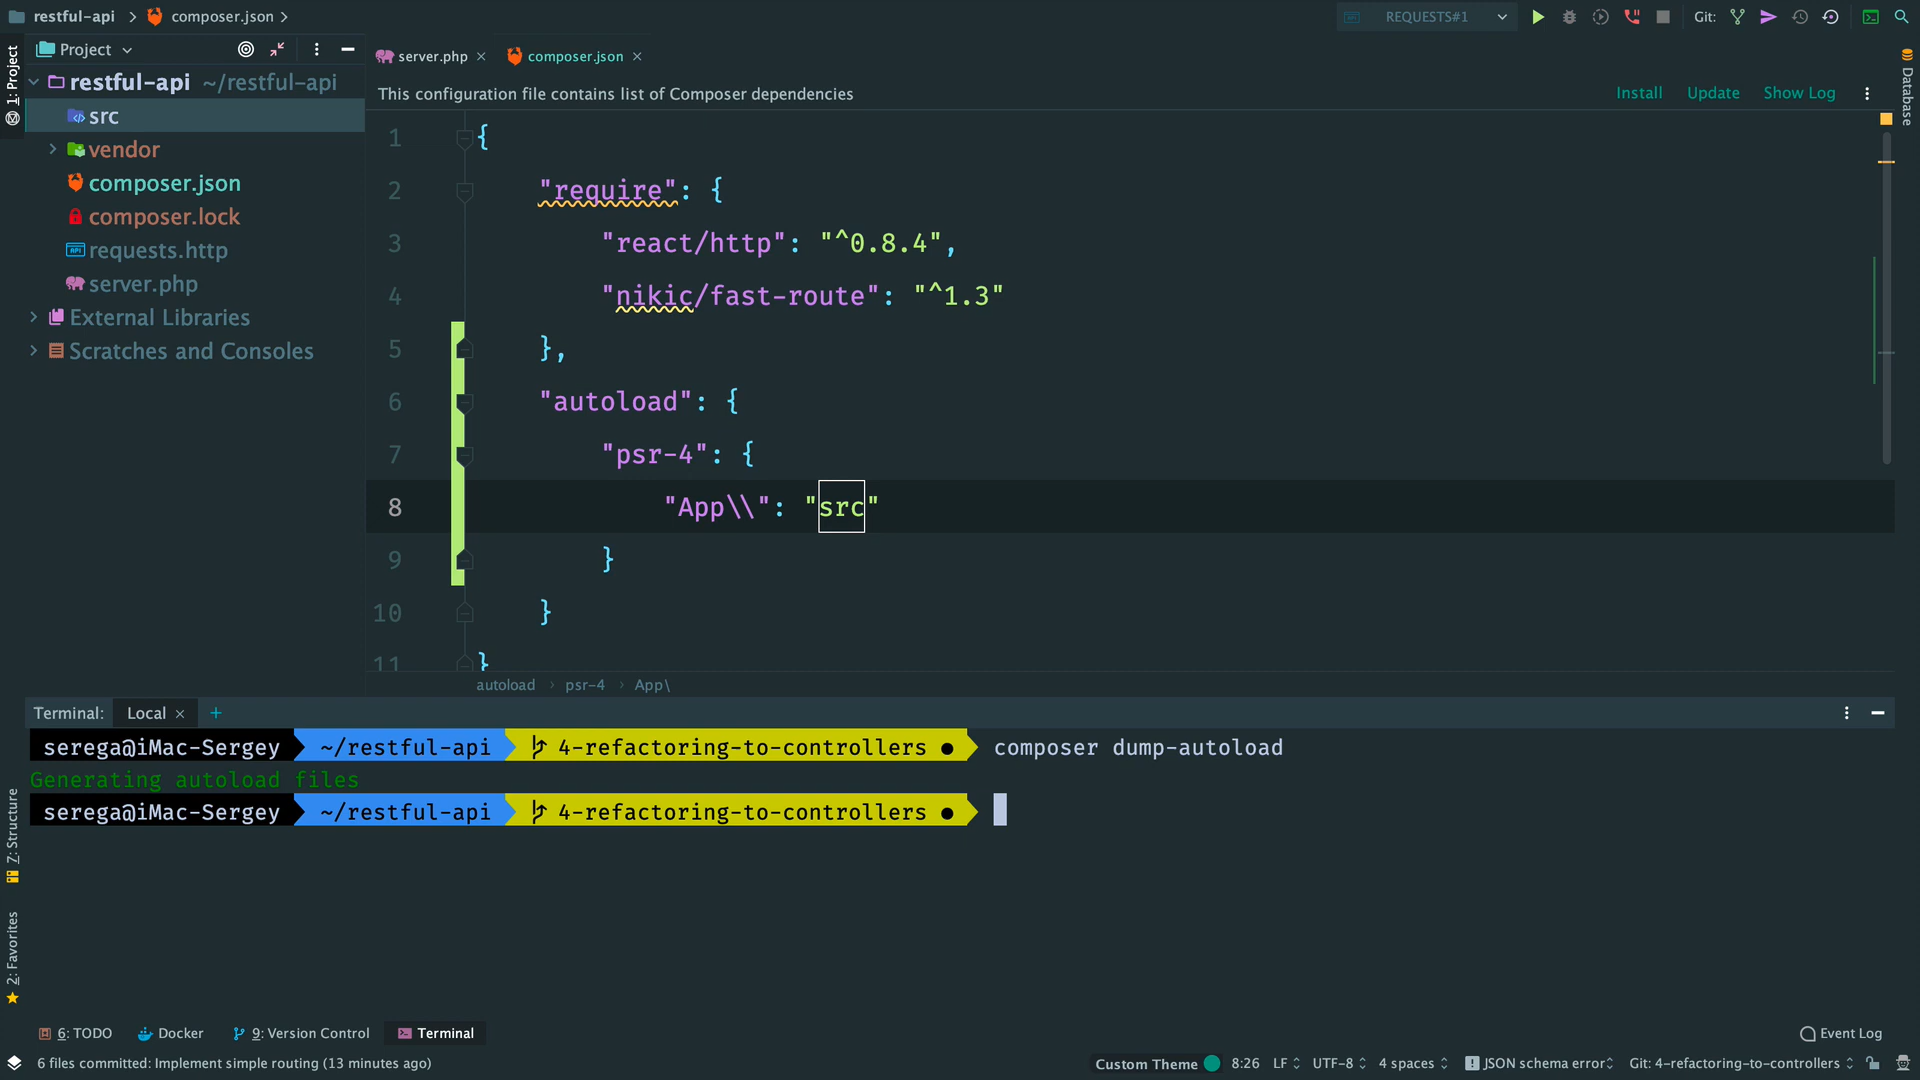 restful-api
composer.json
REQUESTS#1
Git:
1: Project
Project
restful-api ~/restful-api
src
vendor
composer.json
composer.lock
requests.http
server.php
External Libraries
Scratches and Consoles
server.php
composer.json
This configuration file contains list of Composer dependencies
Install
Update
Show Log
Database
1 {
2 "require": {
3 "react/http": "^0.8.4",
4 "nikic/fast-route": "^1.3"
5 },
6 "autoload": {
7 "psr-4": {
8 "App\\": "src"
9 }
10 }
11 }
autoload › psr-4 › App\
Terminal:
Local
serega@iMac-Sergey ~/restful-api 4-refactoring-to-controllers ● composer dump-autoload
Generating autoload files
serega@iMac-Sergey ~/restful-api 4-refactoring-to-controllers ●
7: Structure
2: Favorites
6: TODO
Docker
9: Version Control
Terminal
Event Log
6 files committed: Implement simple routing (13 minutes ago)
Custom Theme
8:26
LF
UTF-8
4 spaces
JSON schema error
Git: 4-refactoring-to-controllers